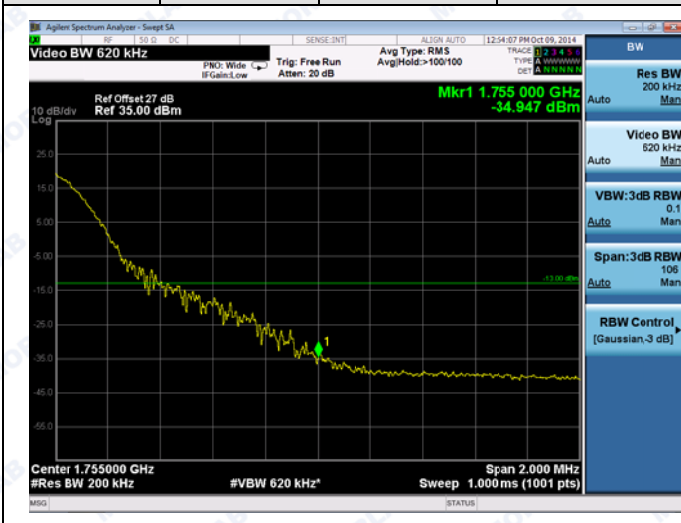 Agilent Spectrum Analyzer - Swept SA
RF 50 Ω DC SENSE:INT ALIGN AUTO 12:54:07 PM Oct 09, 2014
Video BW 620 kHz
PNO: Wide
IFGain:Low
Trig: Free Run
Atten: 20 dB
Avg Type: RMS
Avg|Hold:>100/100
TRACE 1 2 3 4 5 6
TYPE A WWWWW
DET A N N N N N
Mkr1 1.755 000 GHz
-34.947 dBm
Ref Offset 27 dB
10 dB/div Ref 35.00 dBm
Log
25.0
15.0
5.00
-5.00
-15.0
-25.0
-35.0
-45.0
-55.0
-13.00 dBm
1
Center 1.755000 GHz Span 2.000 MHz
#Res BW 200 kHz #VBW 620 kHz* Sweep 1.000 ms (1001 pts)
MSG STATUS
BW
Res BW
200 kHz
Auto Man
Video BW
620 kHz
Auto Man
VBW:3dB RBW
0.1
Auto Man
Span:3dB RBW
106
Auto Man
RBW Control
[Gaussian,-3 dB]